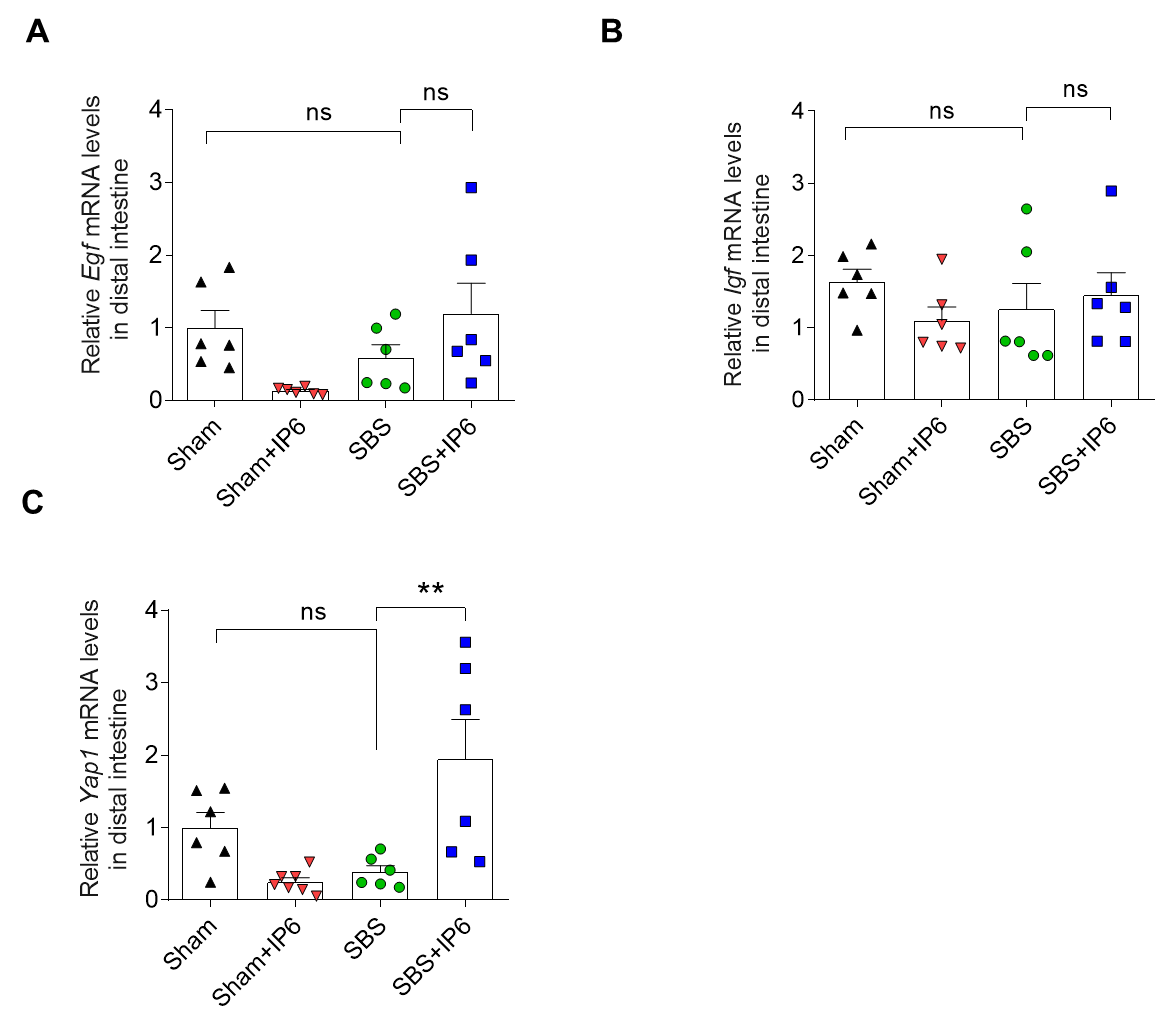 A
Relative Egf mRNA levels
in distal intestine
4
3
2
1
0
ns
ns
Sham
Sham+IP6
SBS
SBS+IP6
B
Relative Igf mRNA levels
in distal intestine
4
3
2
1
0
ns
ns
Sham
Sham+IP6
SBS
SBS+IP6
C
Relative Yap1 mRNA levels
in distal intestine
4
3
2
1
0
ns
**
Sham
Sham+IP6
SBS
SBS+IP6